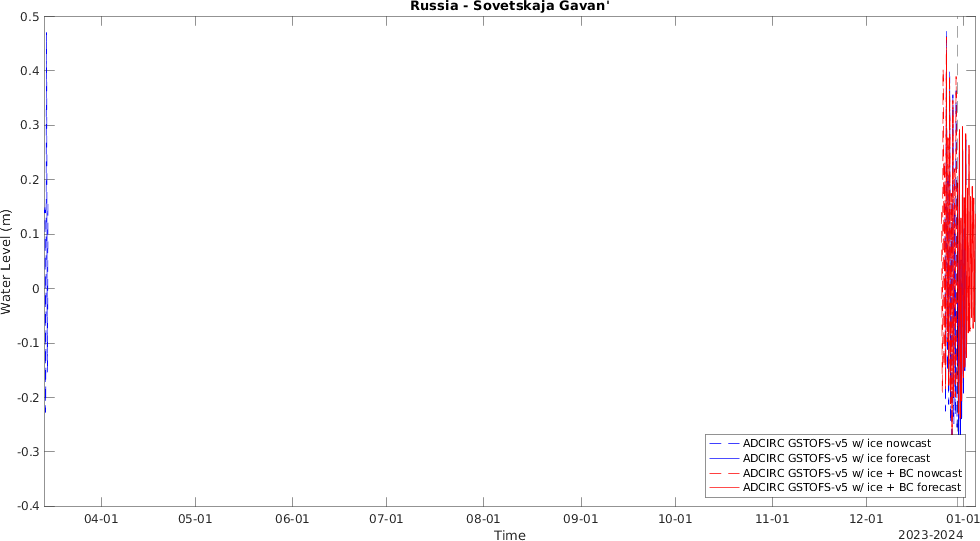 Russia - Sovetskaja Gavan'
Water Level (m)
0.5
0.4
0.3
0.2
0.1
0
-0.1
-0.2
-0.3
-0.4
ADCIRC GSTOFS-v5 w/ ice nowcast
ADCIRC GSTOFS-v5 w/ ice forecast
ADCIRC GSTOFS-v5 w/ ice + BC nowcast
ADCIRC GSTOFS-v5 w/ ice + BC forecast
04-01 05-01 06-01 07-01 08-01 09-01 10-01 11-01 12-01 01-01
Time
2023-2024